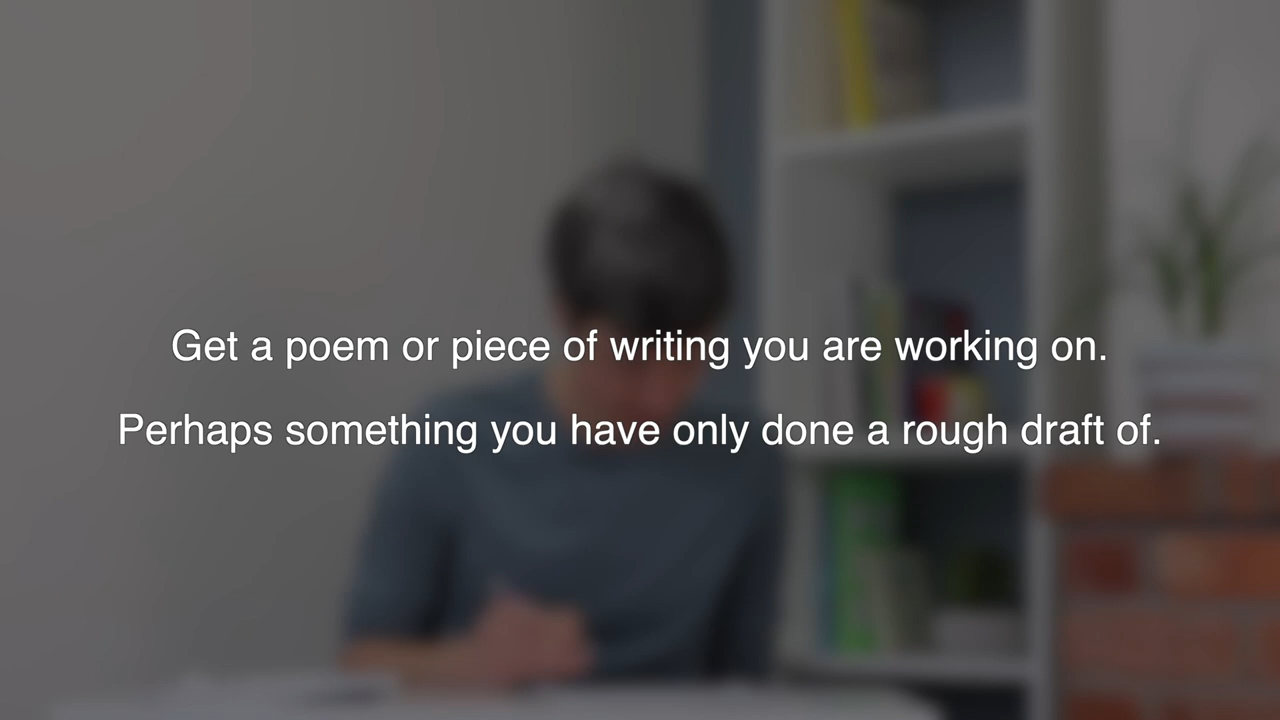 Get a poem or piece of writing you are working on.
Perhaps something you have only done a rough draft of.